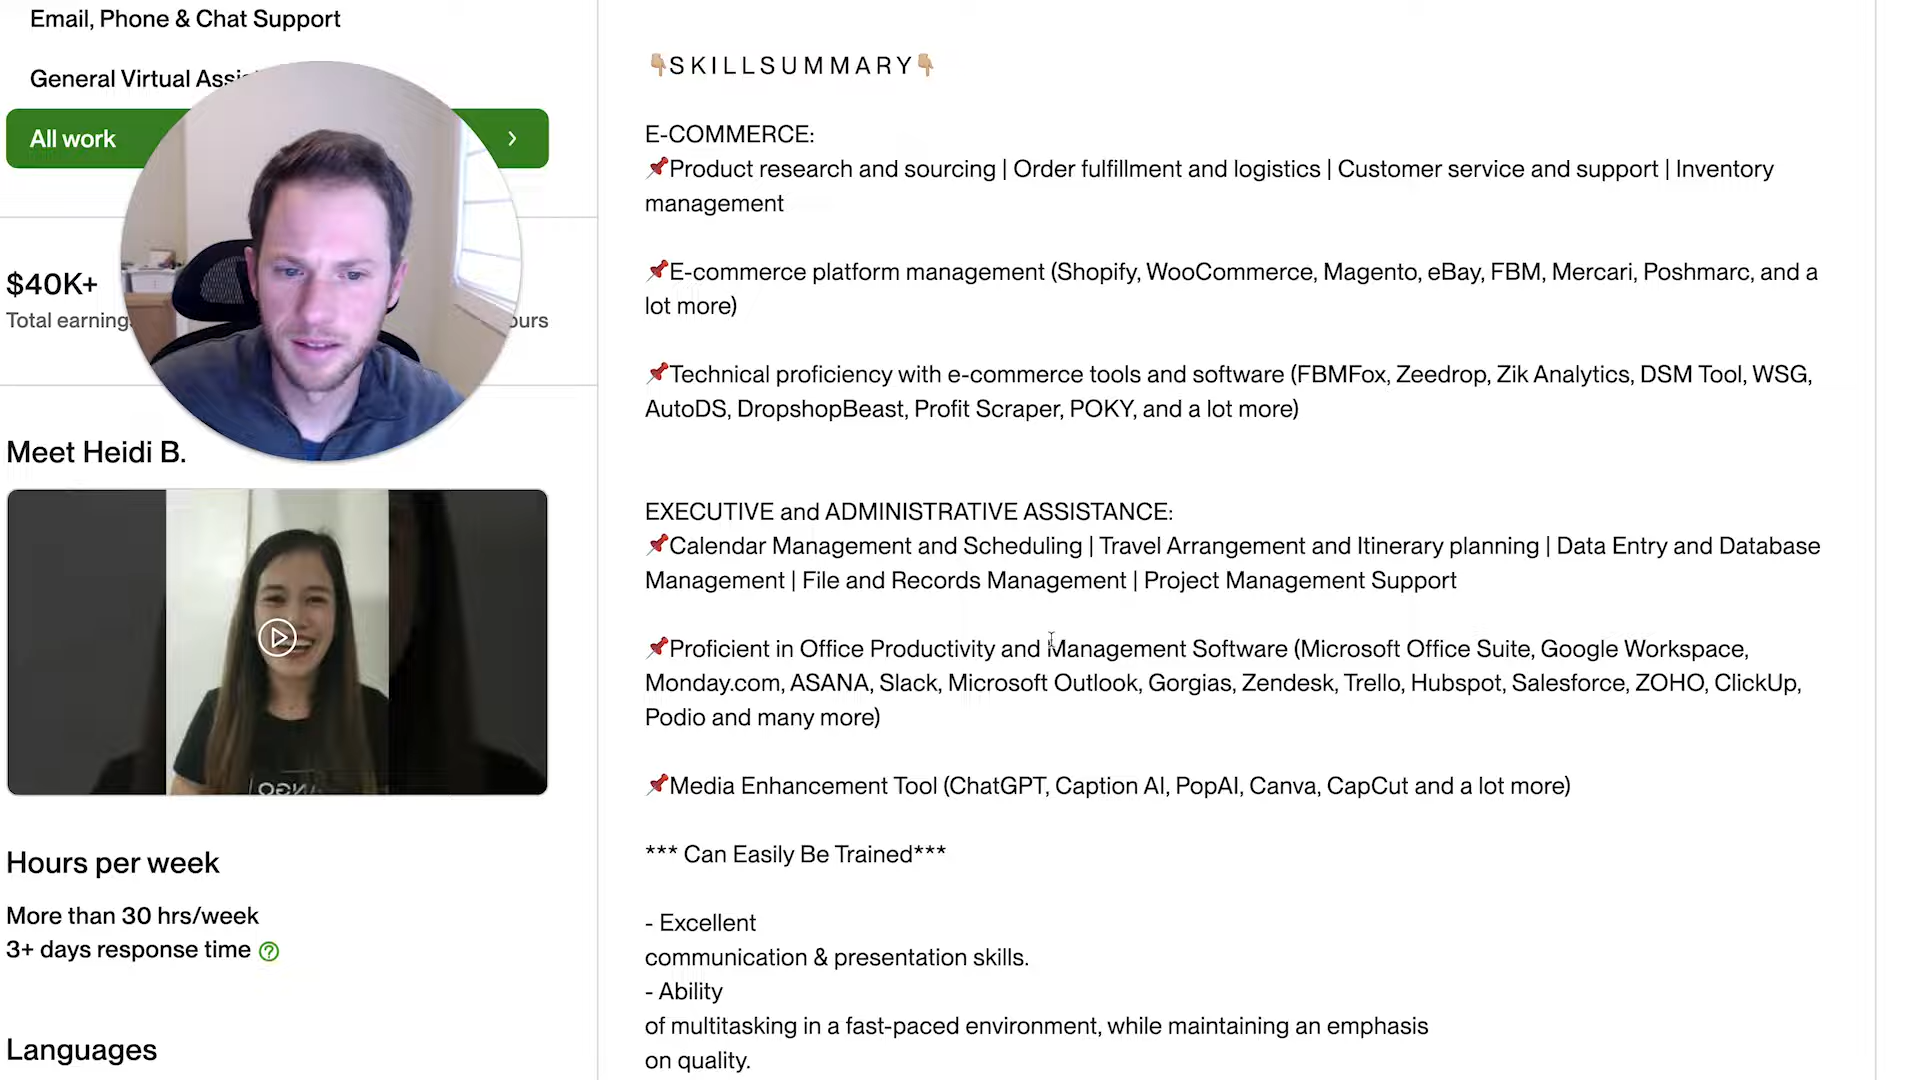 Email, Phone & Chat Support
General Virtual
All work
$40K+
Total
Meet Heidi B.
Hours per week
More than 30 hrs/week
3+ days response time
Languages
👇🏼S K I L L S U M M A R Y👇🏼
E-COMMERCE:
📌Product research and sourcing | Order fulfillment and logistics | Customer service and support | Inventory
management
📌E-commerce platform management (Shopify, WooCommerce, Magento, eBay, FBM, Mercari, Poshmarc, and a
lot more)
📌Technical proficiency with e-commerce tools and software (FBMFox, Zeedrop, Zik Analytics, DSM Tool, WSG,
AutoDS, DropshopBeast, Profit Scraper, POKY, and a lot more)
EXECUTIVE and ADMINISTRATIVE ASSISTANCE:
📌Calendar Management and Scheduling | Travel Arrangement and Itinerary planning | Data Entry and Database
Management | File and Records Management | Project Management Support
📌Proficient in Office Productivity and Management Software (Microsoft Office Suite, Google Workspace,
Monday.com, ASANA, Slack, Microsoft Outlook, Gorgias, Zendesk, Trello, Hubspot, Salesforce, ZOHO, ClickUp,
Podio and many more)
📌Media Enhancement Tool (ChatGPT, Caption AI, PopAI, Canva, CapCut and a lot more)
*** Can Easily Be Trained***
- Excellent
communication & presentation skills.
- Ability
of multitasking in a fast-paced environment, while maintaining an emphasis
on quality.